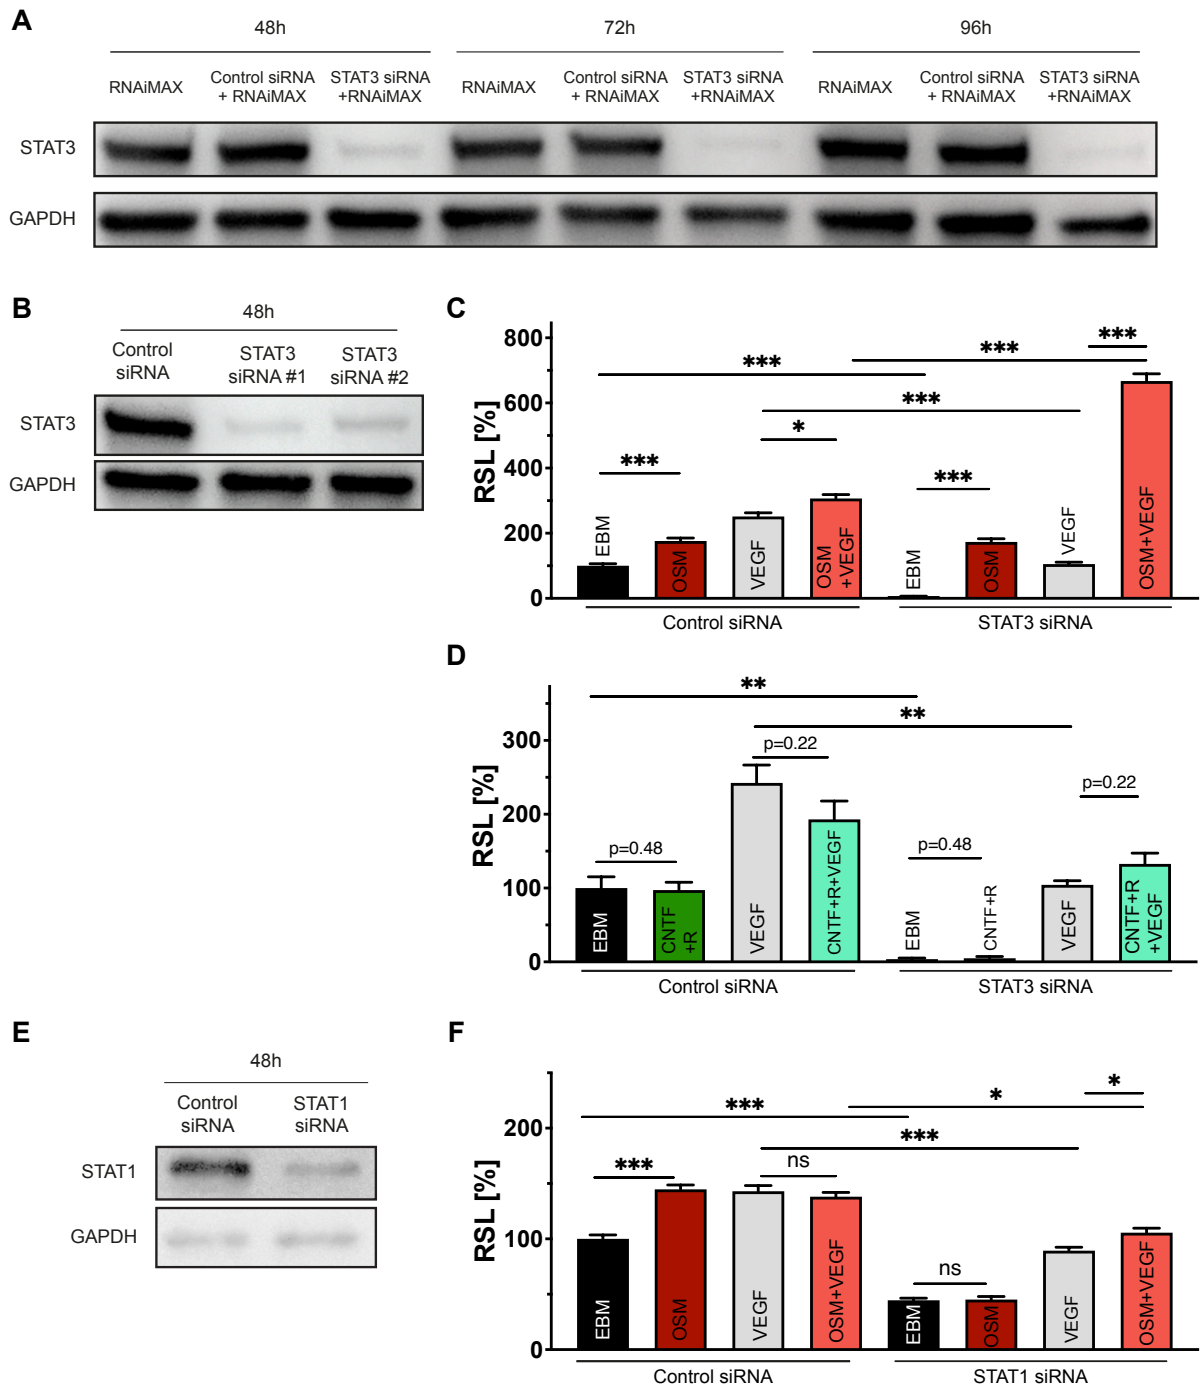 A
48h
72h
96h
RNAiMAX
Control siRNA
+ RNAiMAX
STAT3 siRNA
+RNAiMAX
RNAiMAX
Control siRNA
+ RNAiMAX
STAT3 siRNA
+RNAiMAX
RNAiMAX
Control siRNA
+ RNAiMAX
STAT3 siRNA
+RNAiMAX
STAT3
GAPDH
B
48h
Control
siRNA
STAT3
siRNA #1
STAT3
siRNA #2
STAT3
GAPDH
C
RSL [%]
800
600
400
200
0
***
***
***
***
*
***
***
EBM
OSM
VEGF
OSM
+VEGF
EBM
OSM
VEGF
OSM+VEGF
Control siRNA
STAT3 siRNA
D
RSL [%]
300
200
100
0
**
**
p=0.22
p=0.22
p=0.48
p=0.48
EBM
CNTF
+R
VEGF
CNTF+R+VEGF
EBM
CNTF+R
VEGF
CNTF+R
+VEGF
Control siRNA
STAT3 siRNA
E
48h
Control
siRNA
STAT1
siRNA
STAT1
GAPDH
F
RSL [%]
200
100
0
***
*
*
***
***
ns
ns
EBM
OSM
VEGF
OSM+VEGF
EBM
OSM
VEGF
OSM+VEGF
Control siRNA
STAT1 siRNA